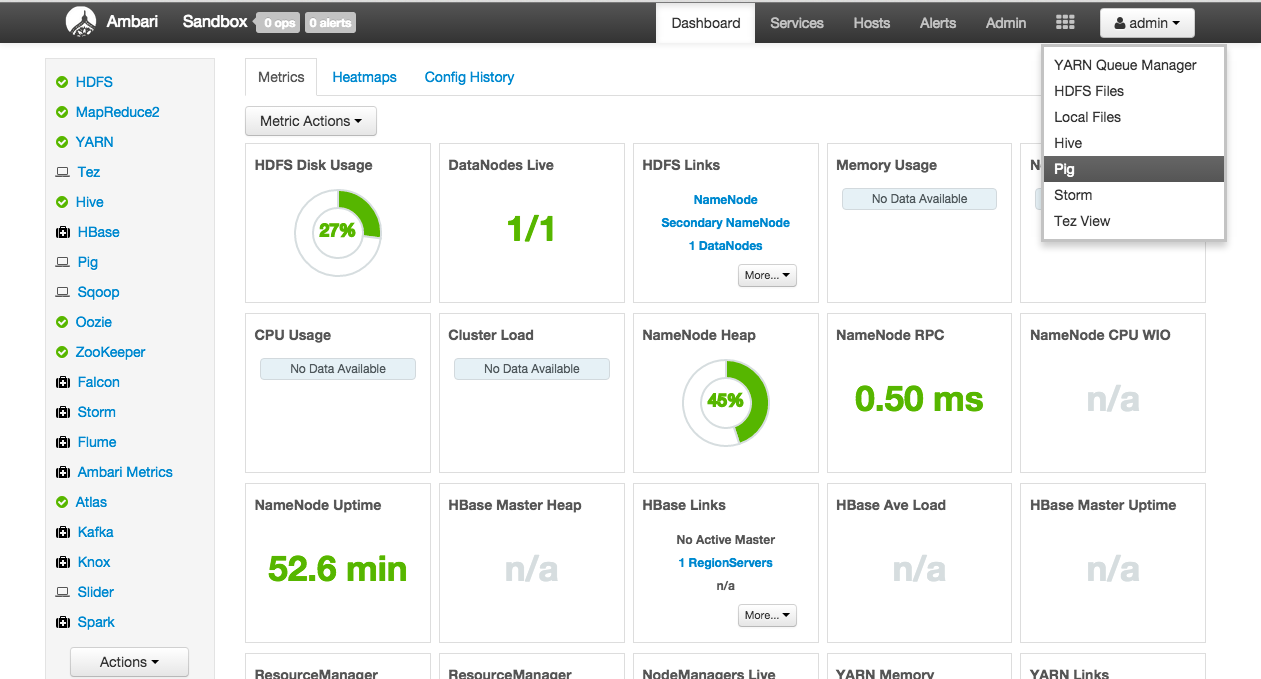 Ambari Sandbox 0 ops 0 alerts Dashboard Services Hosts Alerts Admin admin
YARN Queue Manager
HDFS Files
Local Files
Hive
Pig
Storm
Tez View
HDFS
MapReduce2
YARN
Tez
Hive
HBase
Pig
Sqoop
Oozie
ZooKeeper
Falcon
Storm
Flume
Ambari Metrics
Atlas
Kafka
Knox
Slider
Spark
Actions
Metrics Heatmaps Config History
Metric Actions
HDFS Disk Usage
27%
DataNodes Live
1/1
HDFS Links
NameNode
Secondary NameNode
1 DataNodes
More...
Memory Usage
No Data Available
CPU Usage
No Data Available
Cluster Load
No Data Available
NameNode Heap
45%
NameNode RPC
0.50 ms
NameNode CPU WIO
n/a
NameNode Uptime
52.6 min
HBase Master Heap
n/a
HBase Links
No Active Master
1 RegionServers
n/a
More...
HBase Ave Load
n/a
HBase Master Uptime
n/a
ResourceManager
ResourceManager
NodeManagers Live
YARN Memory
YARN Links